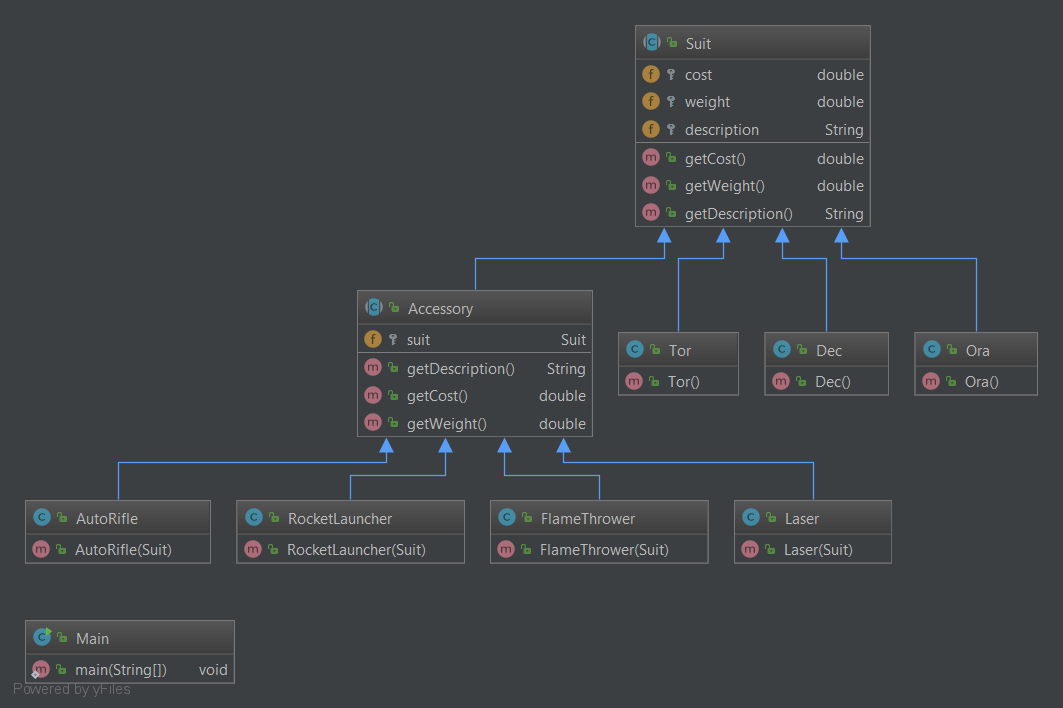 Suit
cost double
weight double
description String
getCost() double
getWeight() double
getDescription() String
Accessory
suit Suit
getDescription() String
getCost() double
getWeight() double
Tor
Tor()
Dec
Dec()
Ora
Ora()
AutoRifle
AutoRifle(Suit)
RocketLauncher
RocketLauncher(Suit)
FlameThrower
FlameThrower(Suit)
Laser
Laser(Suit)
Main
main(String[]) void
Powered by yFiles